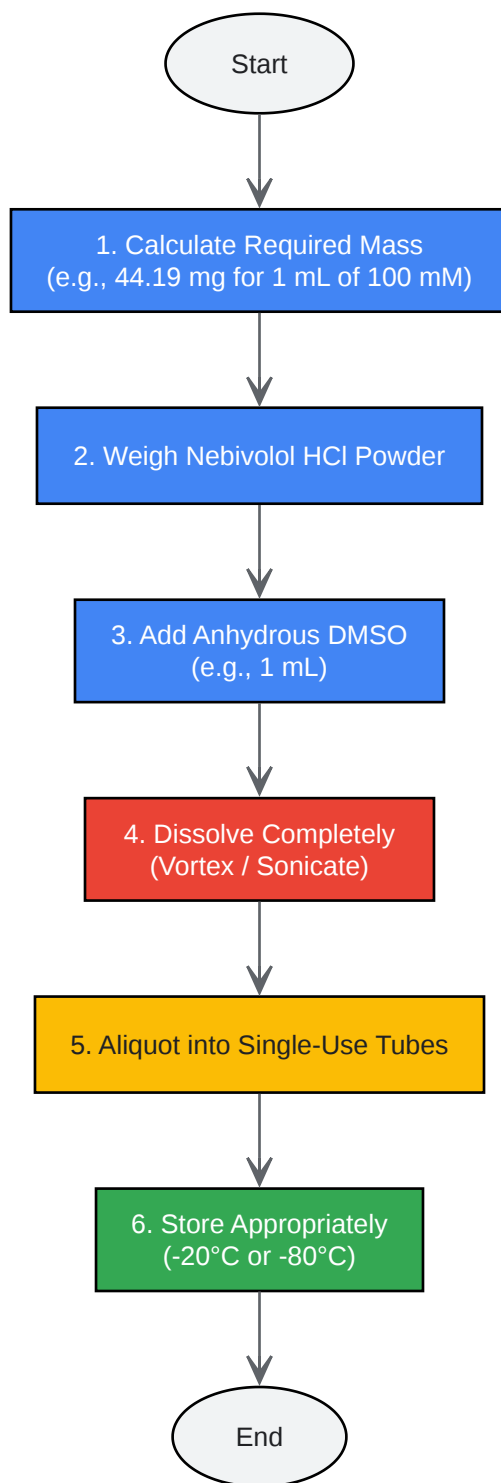 Start
1. Calculate Required Mass
(e.g., 44.19 mg for 1 mL of 100 mM)
2. Weigh Nebivolol HCl Powder
3. Add Anhydrous DMSO
(e.g., 1 mL)
4. Dissolve Completely
(Vortex / Sonicate)
5. Aliquot into Single-Use Tubes
6. Store Appropriately
(-20°C or -80°C)
End